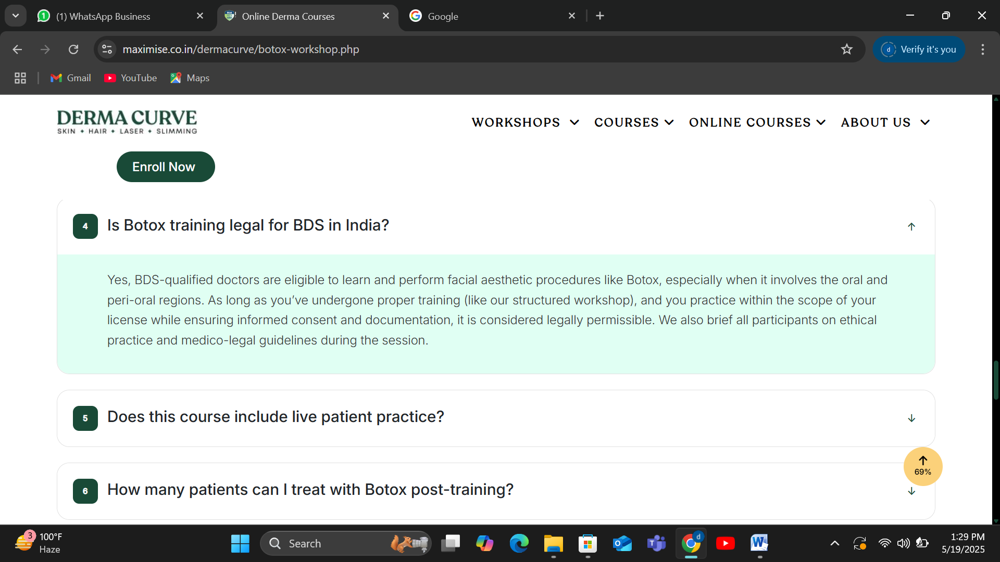 (1) WhatsApp Business
Online Derma Courses
Google
maximise.co.in/dermacurve/botox-workshop.php
d
Verify it's you
Gmail
YouTube
Maps
DERMA CURVE
SKIN + HAIR + LASER + SLIMMING
WORKSHOPS
COURSES
ONLINE COURSES
ABOUT US
Enroll Now
4
Is Botox training legal for BDS in India?
Yes, BDS-qualified doctors are eligible to learn and perform facial aesthetic procedures like Botox, especially when it involves the oral and
peri-oral regions. As long as you’ve undergone proper training (like our structured workshop), and you practice within the scope of your
license while ensuring informed consent and documentation, it is considered legally permissible. We also brief all participants on ethical
practice and medico-legal guidelines during the session.
5
Does this course include live patient practice?
69%
6
How many patients can I treat with Botox post-training?
3
100°F
Haze
Search
d
1:29 PM
5/19/2025